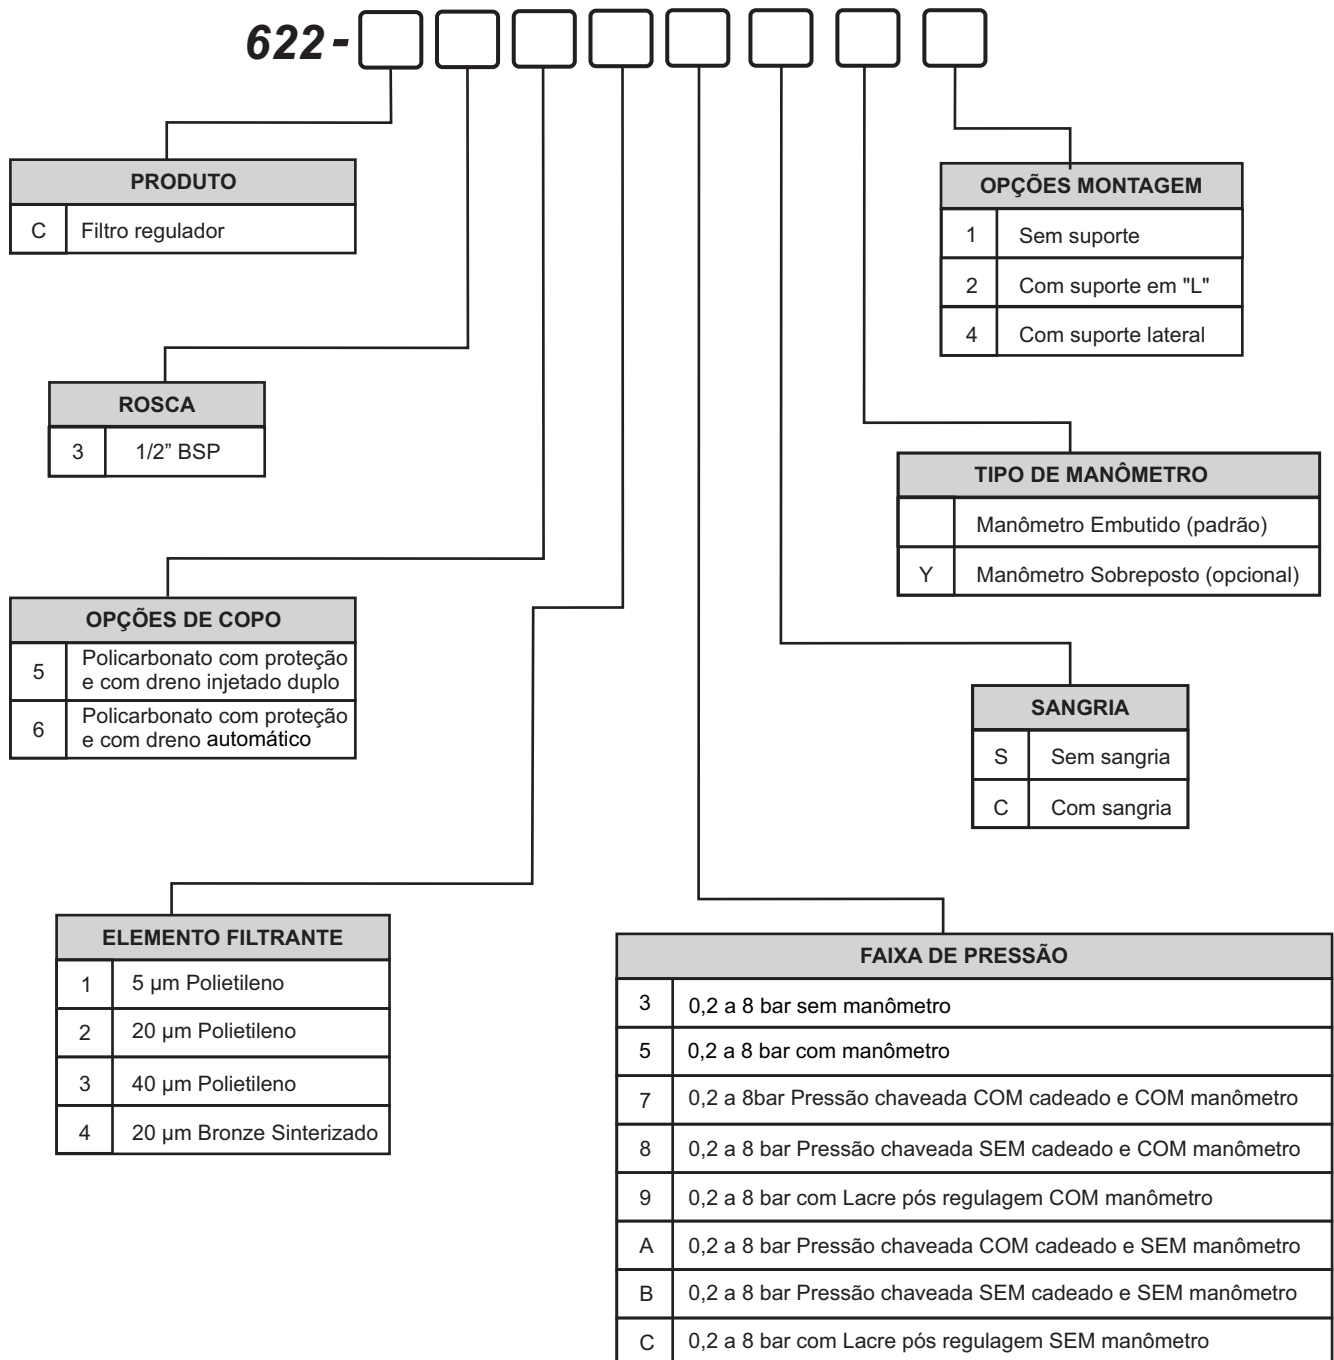 622-
PRODUTO
C Filtro regulador
ROSCA
3 1/2” BSP
OPÇÕES DE COPO
5 Policarbonato com proteção
e com dreno injetado duplo
6 Policarbonato com proteção
e com dreno automático
ELEMENTO FILTRANTE
1 5 µm Polietileno
2 20 µm Polietileno
3 40 µm Polietileno
4 20 µm Bronze Sinterizado
OPÇÕES MONTAGEM
1 Sem suporte
2 Com suporte em "L"
4 Com suporte lateral
TIPO DE MANÔMETRO
Manômetro Embutido (padrão)
Y Manômetro Sobreposto (opcional)
SANGRIA
S Sem sangria
C Com sangria
FAIXA DE PRESSÃO
3 0,2 a 8 bar sem manômetro
5 0,2 a 8 bar com manômetro
7 0,2 a 8bar Pressão chaveada COM cadeado e COM manômetro
8 0,2 a 8 bar Pressão chaveada SEM cadeado e COM manômetro
9 0,2 a 8 bar com Lacre pós regulagem COM manômetro
A 0,2 a 8 bar Pressão chaveada COM cadeado e SEM manômetro
B 0,2 a 8 bar Pressão chaveada SEM cadeado e SEM manômetro
C 0,2 a 8 bar com Lacre pós regulagem SEM manômetro